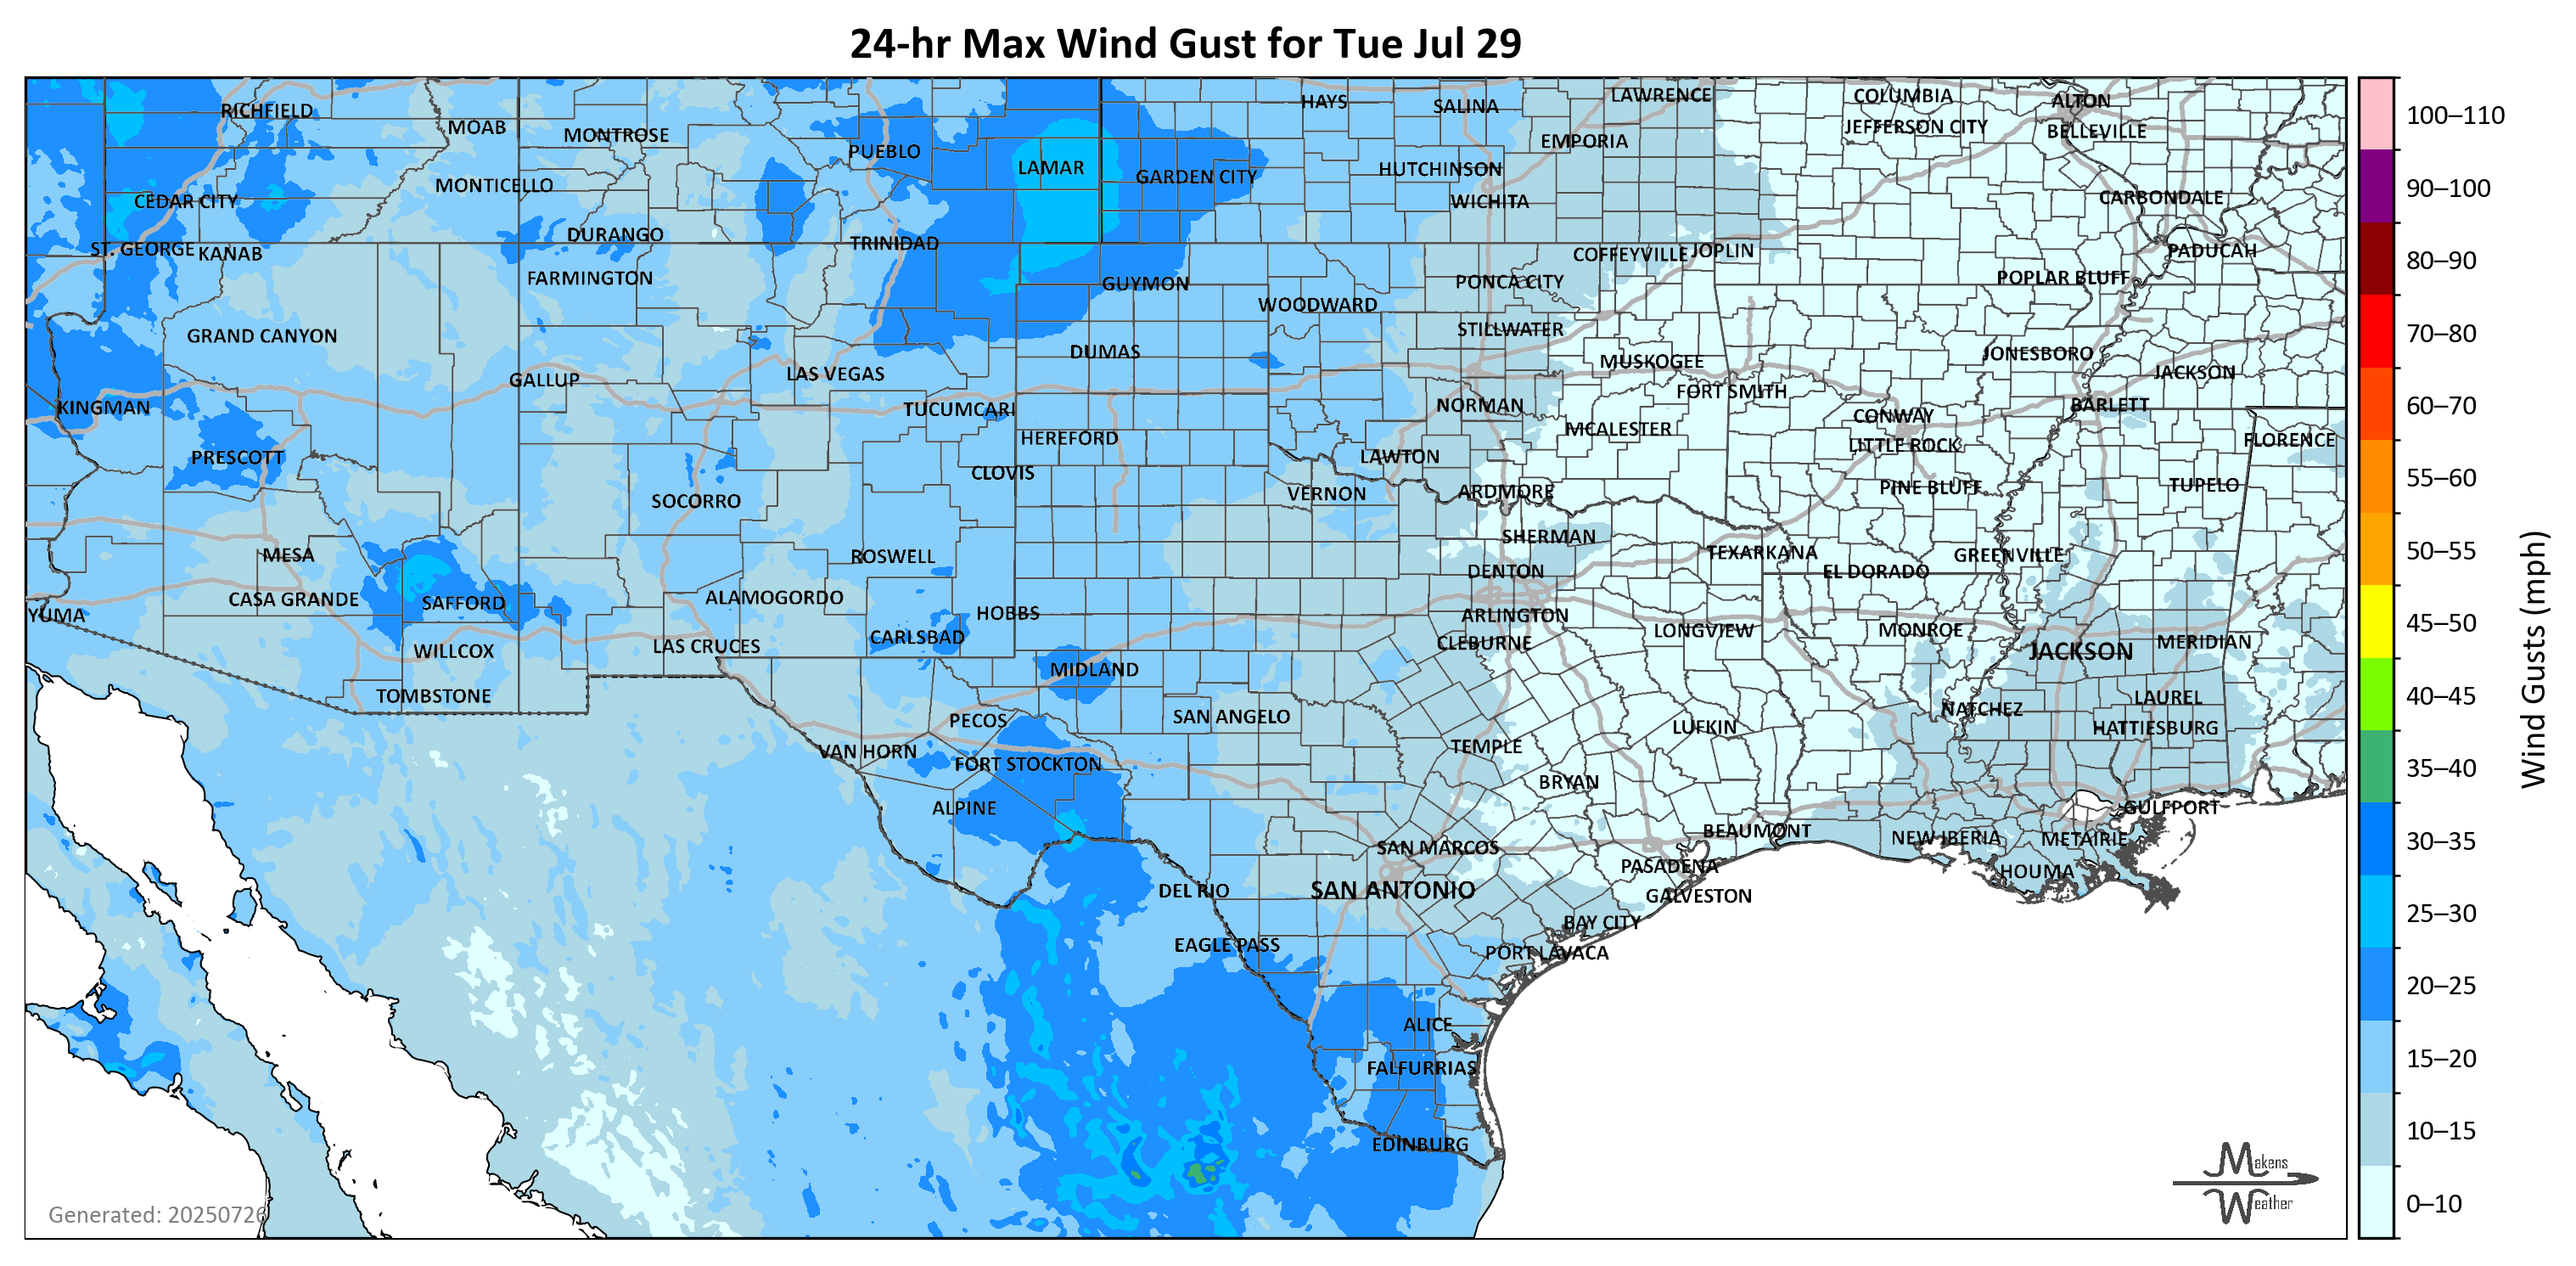 24-hr Max Wind Gust for Tue Jul 29
RICHFIELD
MOAB
MONTROSE
PUEBLO
LAMAR
GARDEN CITY
HAYS
SALINA
LAWRENCE
EMPORIA
HUTCHINSON
WICHITA
COLUMBIA
JEFFERSON CITY
ALTON
BELLEVILLE
CARBONDALE
MONTICELLO
CEDAR CITY
ST. GEORGE
KANAB
DURANGO
TRINIDAD
FARMINGTON
GUYMON
COFFEYVILLE
JOPLIN
PADUCAH
POPLAR BLUFF
PONCA CITY
WOODWARD
STILLWATER
GRAND CANYON
DUMAS
MUSKOGEE
JONESBORO
JACKSON
LAS VEGAS
GALLUP
FORT SMITH
KINGMAN
TUCUMCARI
NORMAN
BARLETT
CONWAY
MCALESTER
HEREFORD
LITTLE ROCK
FLORENCE
PRESCOTT
LAWTON
CLOVIS
TUPELO
PINE BLUFF
VERNON
ARDMORE
SOCORRO
SHERMAN
MESA
ROSWELL
TEXARKANA
GREENVILLE
DENTON
EL DORADO
CASA GRANDE
SAFFORD
ALAMOGORDO
HOBBS
YUMA
ARLINGTON
CARLSBAD
LONGVIEW
MONROE
CLEBURNE
LAS CRUCES
WILLCOX
JACKSON
MERIDIAN
MIDLAND
TOMBSTONE
LAUREL
NATCHEZ
PECOS
SAN ANGELO
LUFKIN
HATTIESBURG
VAN HORN
TEMPLE
FORT STOCKTON
BRYAN
ALPINE
GULFPORT
BEAUMONT
NEW IBERIA
METAIRIE
SAN MARCOS
PASADENA
HOUMA
DEL RIO
SAN ANTONIO
GALVESTON
BAY CITY
EAGLE PASS
PORT LAVACA
ALICE
FALFURRIAS
EDINBURG
Generated: 20250726
Makens
Weather
100–110
90–100
80–90
70–80
60–70
55–60
50–55
45–50
40–45
35–40
30–35
25–30
20–25
15–20
10–15
0–10
Wind Gusts (mph)